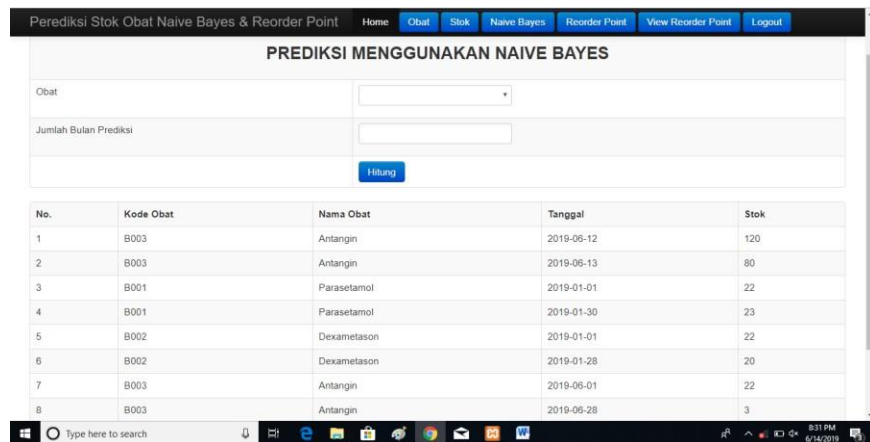 Perediksi Stok Obat Naive Bayes & Reorder Point Home Obat Stok Naive Bayes Reorder Point View Reorder Point Logout
PREDIKSI MENGGUNAKAN NAIVE BAYES
Obat
Jumlah Bulan Prediksi
Hitung
No. Kode Obat Nama Obat Tanggal Stok
1 B003 Antangin 2019-06-12 120
2 B003 Antangin 2019-06-13 80
3 B001 Parasetamol 2019-01-01 22
4 B001 Parasetamol 2019-01-30 23
5 B002 Dexametason 2019-01-01 22
6 B002 Dexametason 2019-01-28 20
7 B003 Antangin 2019-06-01 22
8 B003 Antangin 2019-06-28 3
Type here to search 8:31 PM
6/14/2019